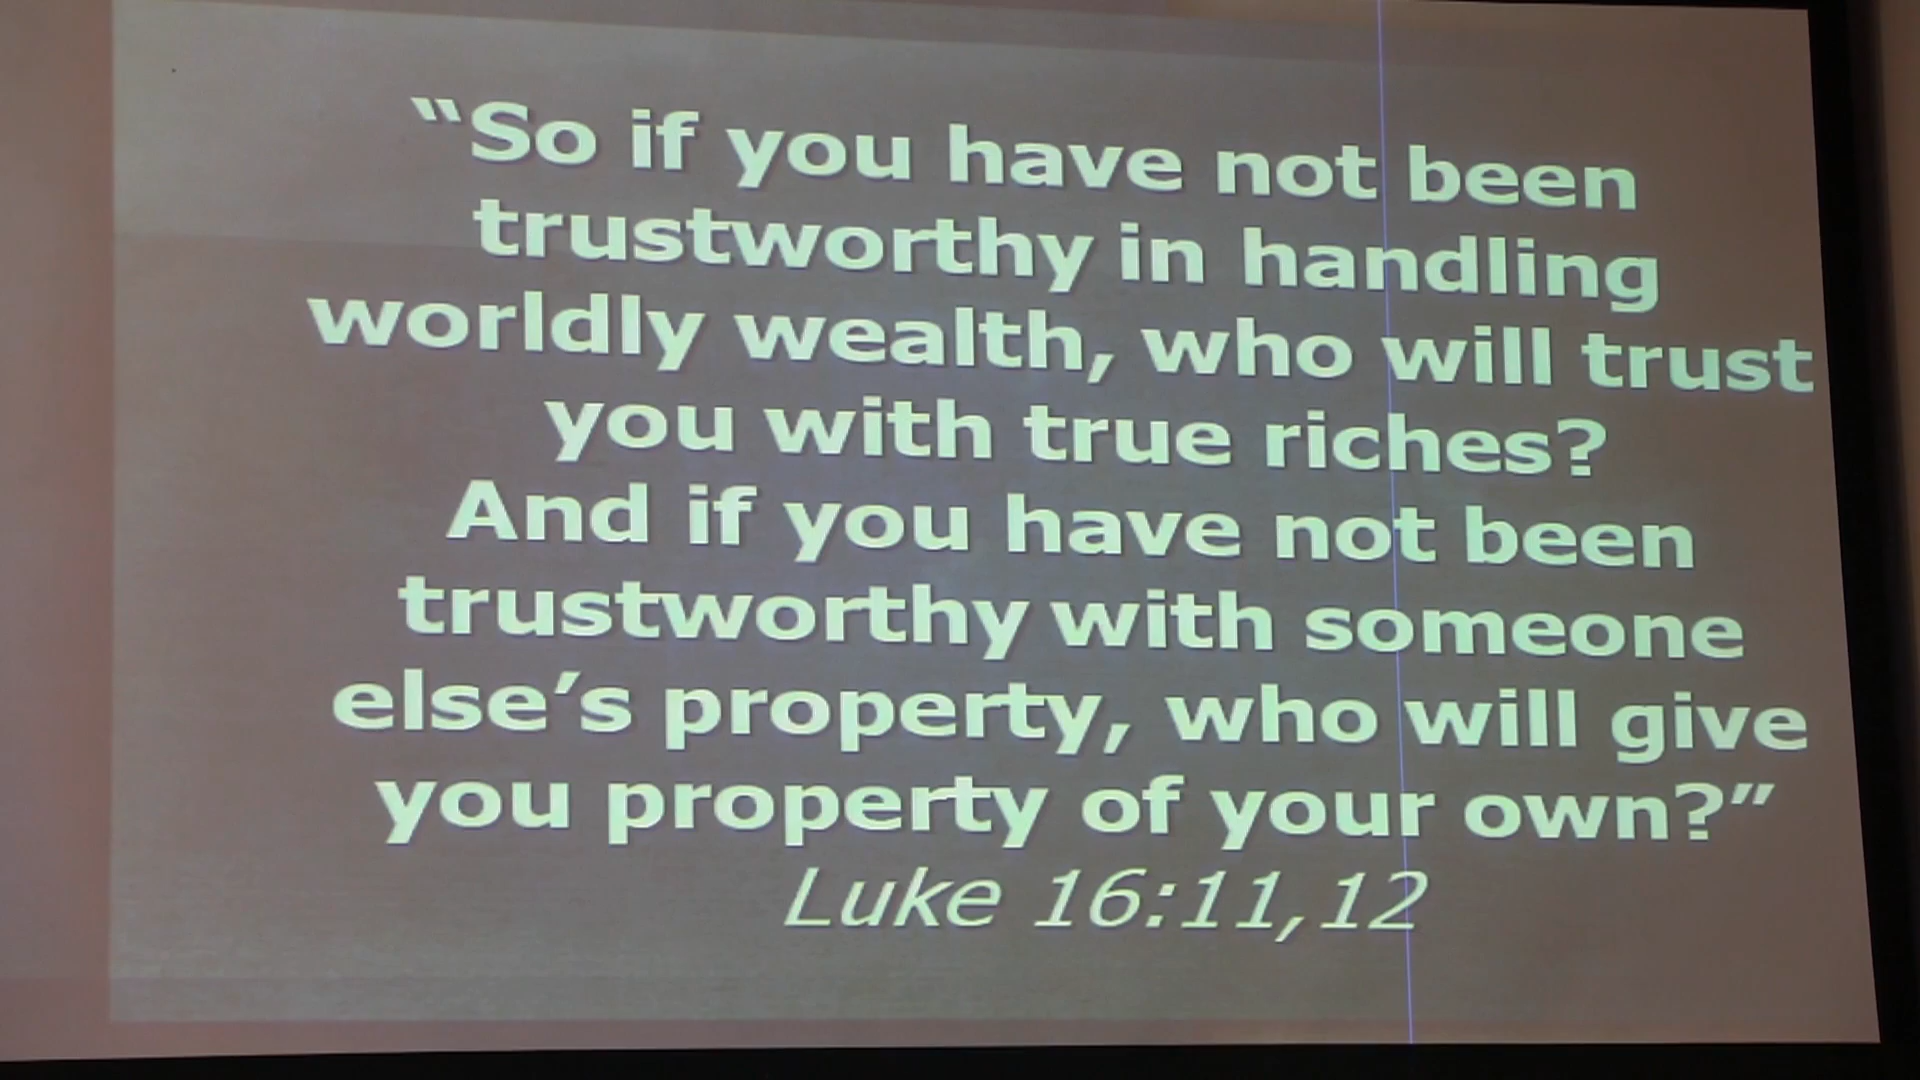 “So if you have not been
trustworthy in handling
worldly wealth, who will trust
you with true riches?
And if you have not been
trustworthy with someone
else’s property, who will give
you property of your own?”
Luke 16:11,12